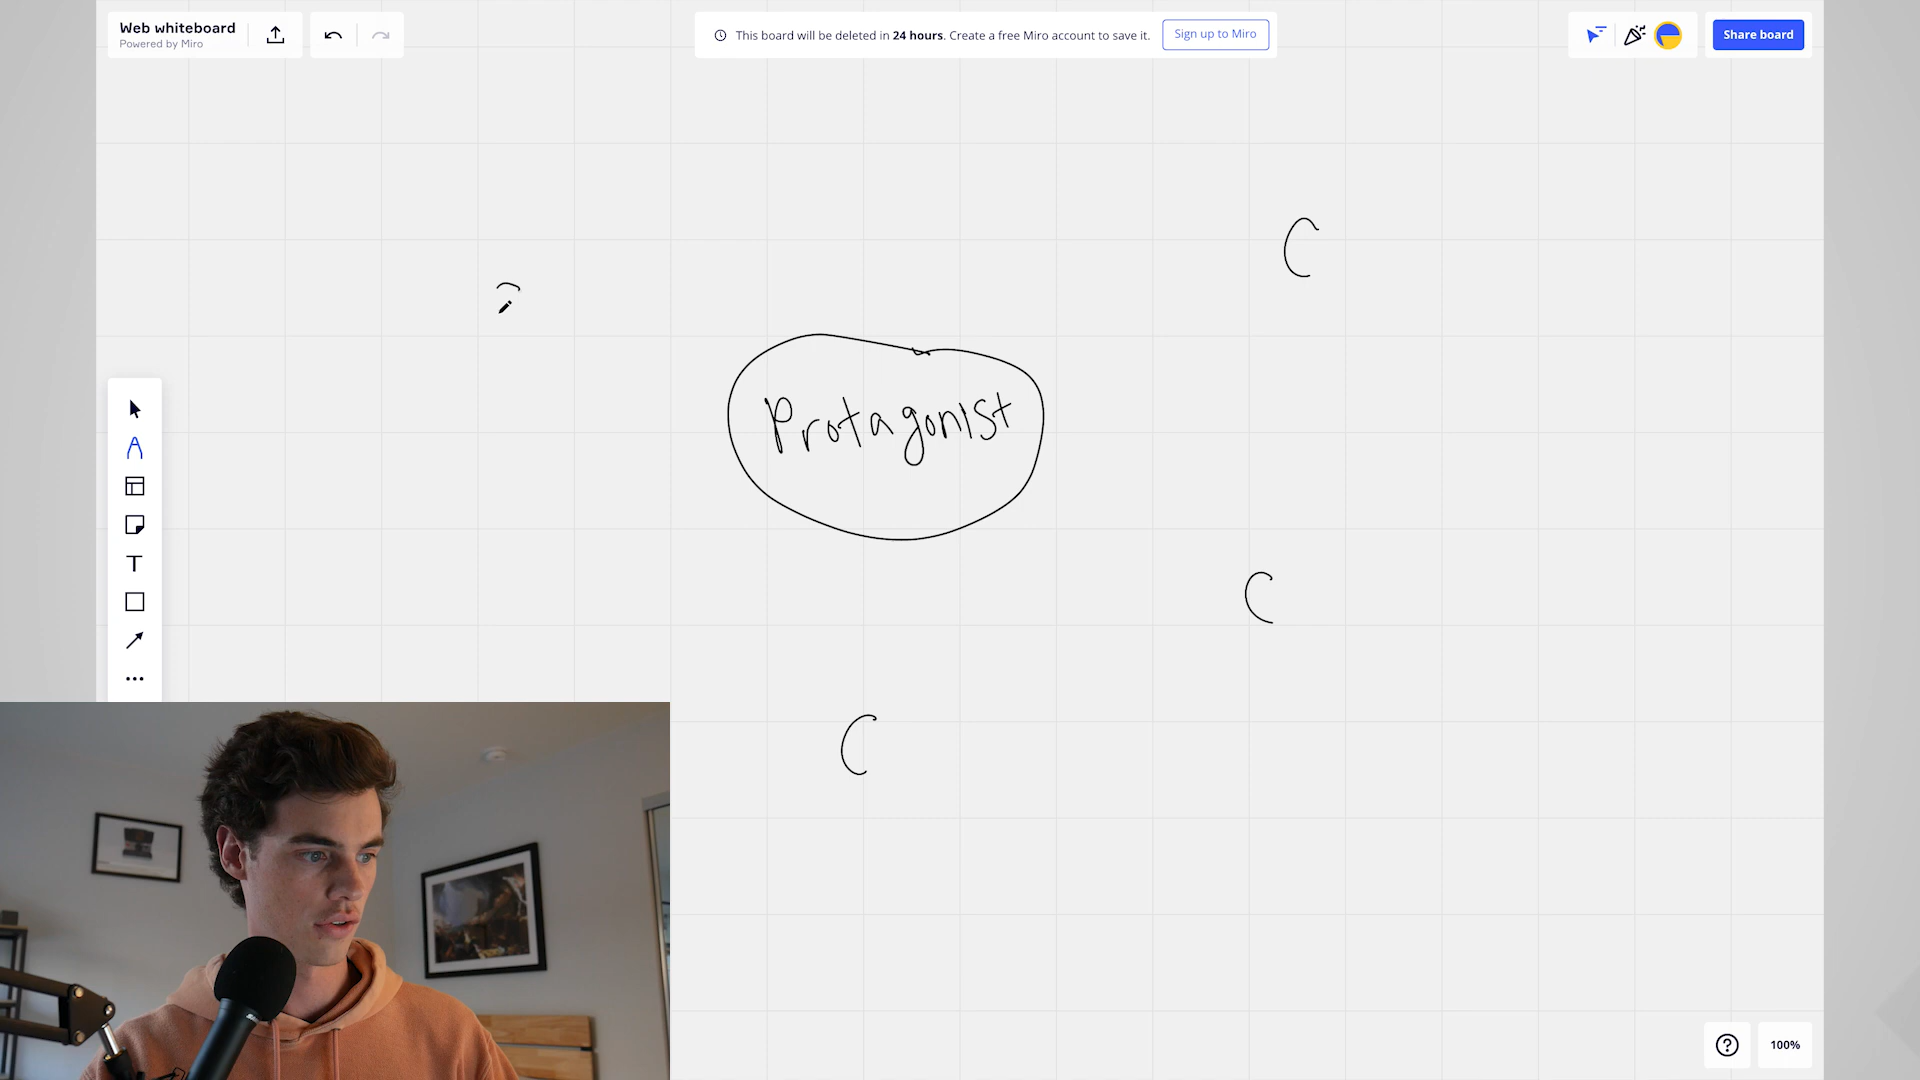 Web whiteboard
Powered by Miro
This board will be deleted in 24 hours. Create a free Miro account to save it.
Sign up to Miro
Share board
C
Protagonist
T
C
C
100%